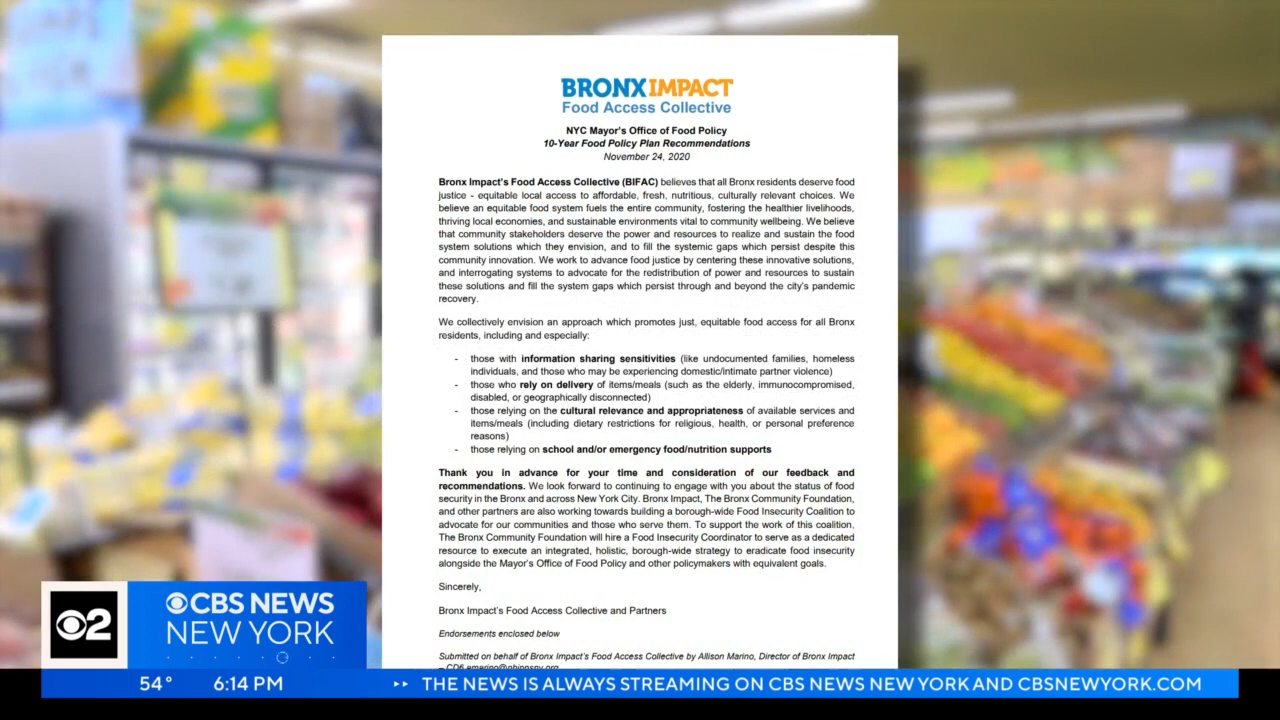 BRONXIMPACT
Food Access Collective
NYC Mayor's Office of Food Policy
10-Year Food Policy Plan Recommendations
November 24, 2020
Bronx Impact's Food Access Collective (BIFAC) believes that all Bronx residents deserve food
justice - equitable local access to affordable, fresh, nutritious, culturally relevant choices. We
believe an equitable food system fuels the entire community, fostering the healthier livelihoods,
thriving local economies, and sustainable environments vital to community wellbeing. We believe
that community stakeholders deserve the power and resources to realize and sustain the food
system solutions which they envision, and to fill the systemic gaps which persist despite this
community innovation. We work to advance food justice by centering these innovative solutions,
and interrogating systems to advocate for the redistribution of power and resources to sustain
these solutions and fill the system gaps which persist through and beyond the city's pandemic
recovery.
We collectively envision an approach which promotes just, equitable food access for all Bronx
residents, including and especially:
- those with information sharing sensitivities (like undocumented families, homeless
individuals, and those who may be experiencing domestic/intimate partner violence)
- those who rely on delivery of items/meals (such as the elderly, immunocompromised,
disabled, or geographically disconnected)
- those relying on the cultural relevance and appropriateness of available services and
items/meals (including dietary restrictions for religious, health, or personal preference
reasons)
- those relying on school and/or emergency food/nutrition supports
Thank you in advance for your time and consideration of our feedback and
recommendations. We look forward to continuing to engage with you about the status of food
security in the Bronx and across New York City. Bronx Impact, The Bronx Community Foundation,
and other partners are also working towards building a borough-wide Food Insecurity Coalition to
advocate for our communities and those who serve them. To support the work of this coalition,
The Bronx Community Foundation will hire a Food Insecurity Coordinator to serve as a dedicated
resource to execute an integrated, holistic, borough-wide strategy to eradicate food insecurity
alongside the Mayor's Office of Food Policy and other policymakers with equivalent goals.
Sincerely,
Bronx Impact's Food Access Collective and Partners
Endorsements enclosed below
Submitted on behalf of Bronx Impact's Food Access Collective by Allison Marino, Director of Bronx Impact
2
CBS NEWS
NEW YORK
54° 6:14 PM THE NEWS IS ALWAYS STREAMING ON CBS NEWS NEW YORK AND CBSNEWYORK.COM